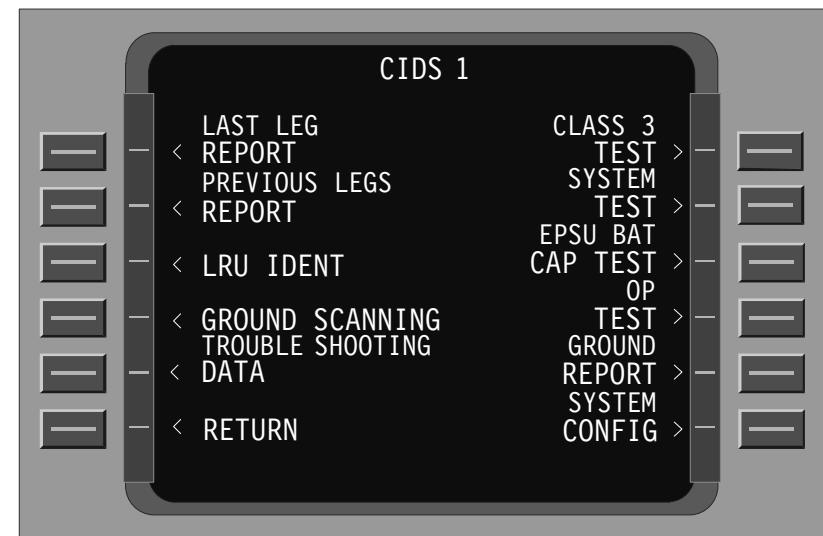 CIDS 1
LAST LEG
< REPORT
PREVIOUS LEGS
< REPORT
< LRU IDENT
< GROUND SCANNING
TROUBLE SHOOTING
< DATA
< RETURN
CLASS 3
TEST >
SYSTEM
TEST >
EPSU BAT
CAP TEST >
OP
TEST >
GROUND
REPORT >
SYSTEM
CONFIG >